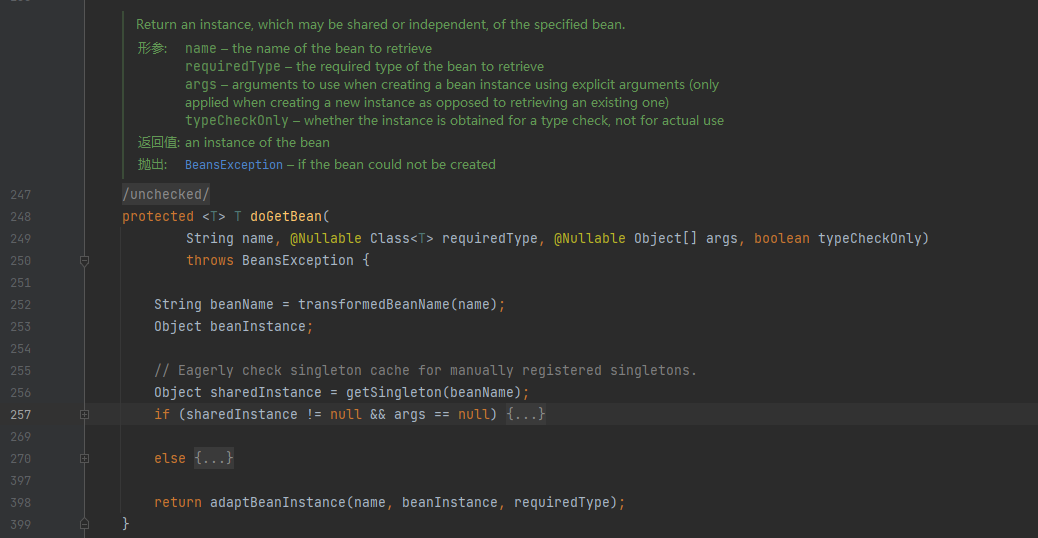 Return an instance, which may be shared or independent, of the specified bean.
形参: name – the name of the bean to retrieve
requiredType – the required type of the bean to retrieve
args – arguments to use when creating a bean instance using explicit arguments (only
applied when creating a new instance as opposed to retrieving an existing one)
typeCheckOnly – whether the instance is obtained for a type check, not for actual use
返回值: an instance of the bean
抛出: BeansException – if the bean could not be created
247 /unchecked/
248 protected <T> T doGetBean(
249 String name, @Nullable Class<T> requiredType, @Nullable Object[] args, boolean typeCheckOnly)
250 throws BeansException {
251
252 String beanName = transformedBeanName(name);
253 Object beanInstance;
254
255 // Eagerly check singleton cache for manually registered singletons.
256 Object sharedInstance = getSingleton(beanName);
257 if (sharedInstance != null && args == null) {...}
269
270 else {...}
397
398 return adaptBeanInstance(name, beanInstance, requiredType);
399 }